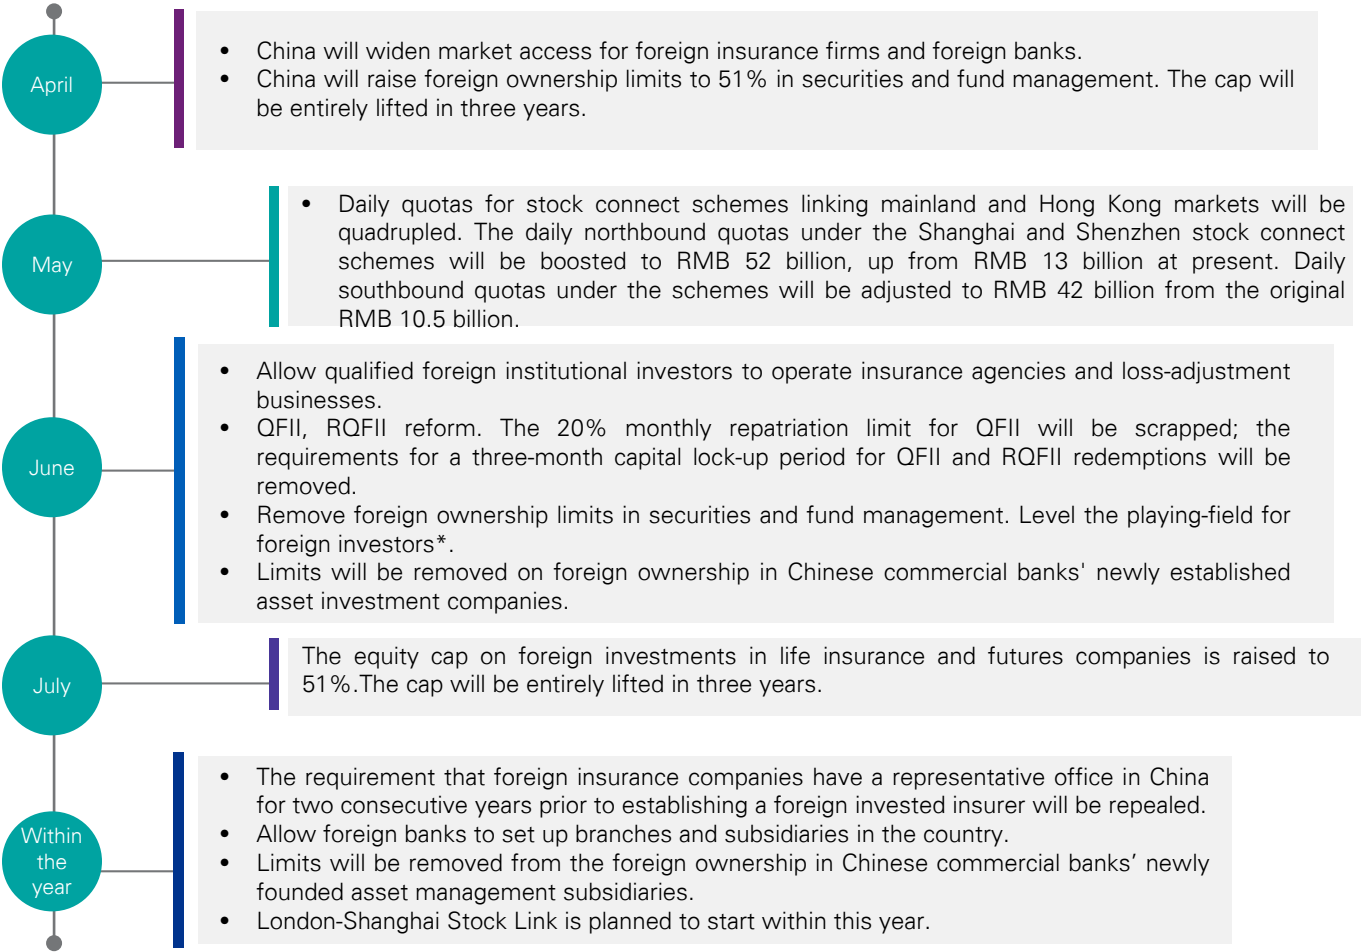 April
• China will widen market access for foreign insurance firms and foreign banks.
• China will raise foreign ownership limits to 51% in securities and fund management. The cap will
be entirely lifted in three years.
May
• Daily quotas for stock connect schemes linking mainland and Hong Kong markets will be
quadrupled. The daily northbound quotas under the Shanghai and Shenzhen stock connect
schemes will be boosted to RMB 52 billion, up from RMB 13 billion at present. Daily
southbound quotas under the schemes will be adjusted to RMB 42 billion from the original
RMB 10.5 billion.
June
• Allow qualified foreign institutional investors to operate insurance agencies and loss-adjustment
businesses.
• QFII, RQFII reform. The 20% monthly repatriation limit for QFII will be scrapped; the
requirements for a three-month capital lock-up period for QFII and RQFII redemptions will be
removed.
• Remove foreign ownership limits in securities and fund management. Level the playing-field for
foreign investors*.
• Limits will be removed on foreign ownership in Chinese commercial banks' newly established
asset investment companies.
July
The equity cap on foreign investments in life insurance and futures companies is raised to
51%.The cap will be entirely lifted in three years.
Within
the
year
• The requirement that foreign insurance companies have a representative office in China
for two consecutive years prior to establishing a foreign invested insurer will be repealed.
• Allow foreign banks to set up branches and subsidiaries in the country.
• Limits will be removed from the foreign ownership in Chinese commercial banks’ newly
founded asset management subsidiaries.
• London-Shanghai Stock Link is planned to start within this year.